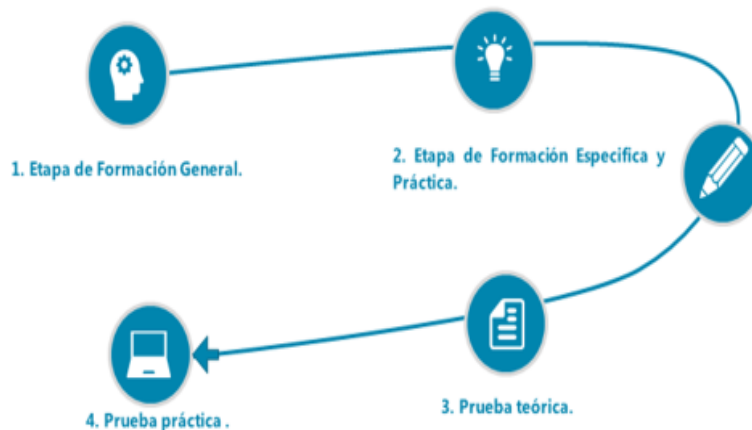 1. Etapa de Formación General.
2. Etapa de Formación Especifica y
Práctica.
3. Prueba teórica.
4. Prueba práctica .